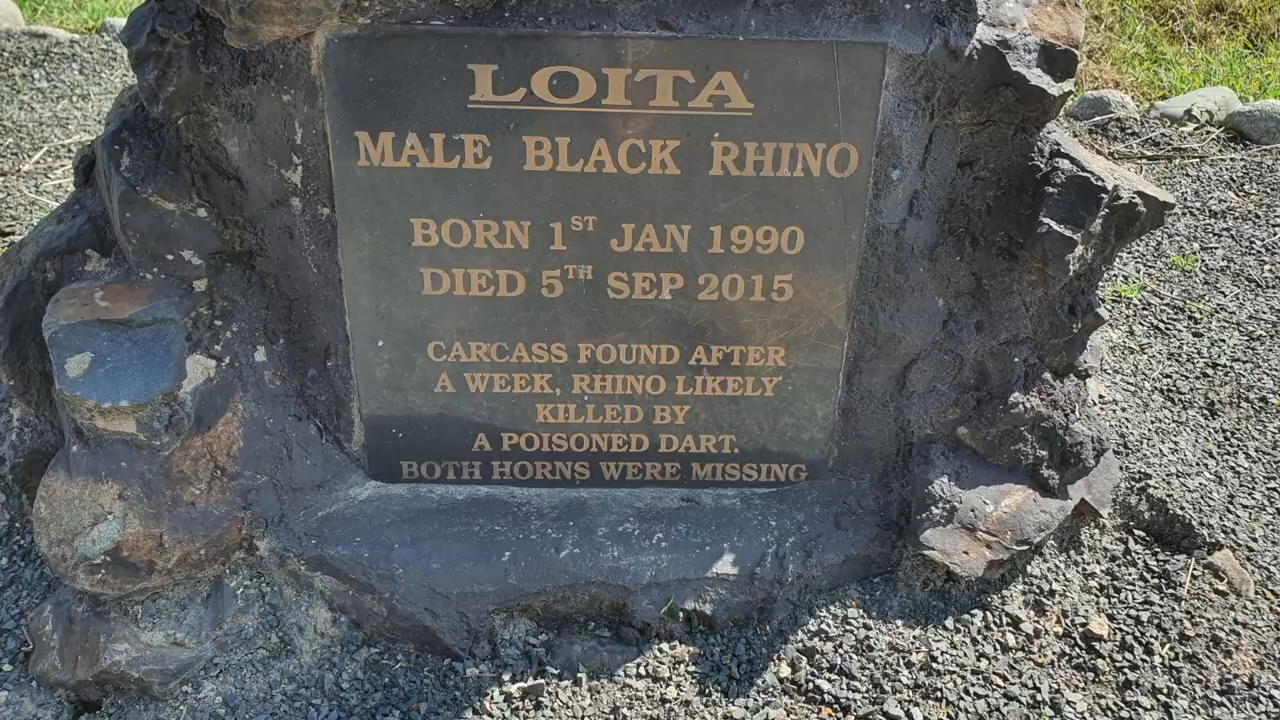 LOITA
MALE BLACK RHINO
BORN 1ST JAN 1990
DIED 5TH SEP 2015
CARCASS FOUND AFTER
A WEEK, RHINO LIKELY
KILLED BY
A POISONED DART.
BOTH HORNS WERE MISSING